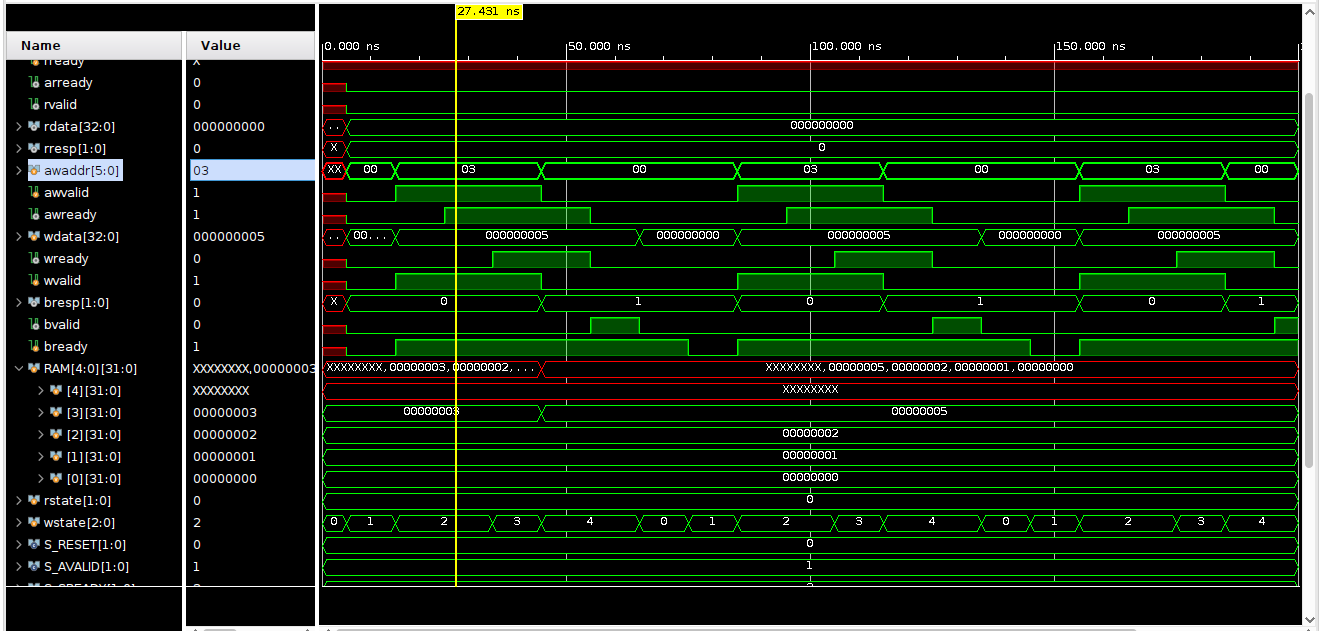 27.431 ns
Name Value
0.000 ns 50.000 ns 100.000 ns 150.000 ns
rready X
arready 0
rvalid 0
rdata[32:0] 000000000 .. 000000000
rresp[1:0] 0 X 0
awaddr[5:0] 03 XX 00 03 00 03 00 03 00
awvalid 1
awready 1
wdata[32:0] 000000005 .. 00... 000000005 000000000 000000005 000000000 000000005
wready 0
wvalid 1
bresp[1:0] 0 X 0 1 0 1 0 1
bvalid 0
bready 1
RAM[4:0][31:0] XXXXXXXX,00000003 XXXXXXXX,00000003,00000002,... XXXXXXXX,00000005,00000002,00000001,00000000
[4][31:0] XXXXXXXX XXXXXXXX
[3][31:0] 00000003 00000003 00000005
[2][31:0] 00000002 00000002
[1][31:0] 00000001 00000001
[0][31:0] 00000000 00000000
rstate[1:0] 0 0
wstate[2:0] 2 0 1 2 3 4 0 1 2 3 4 0 1 2 3 4
S_RESET[1:0] 0 0
S_AVALID[1:0] 1 1